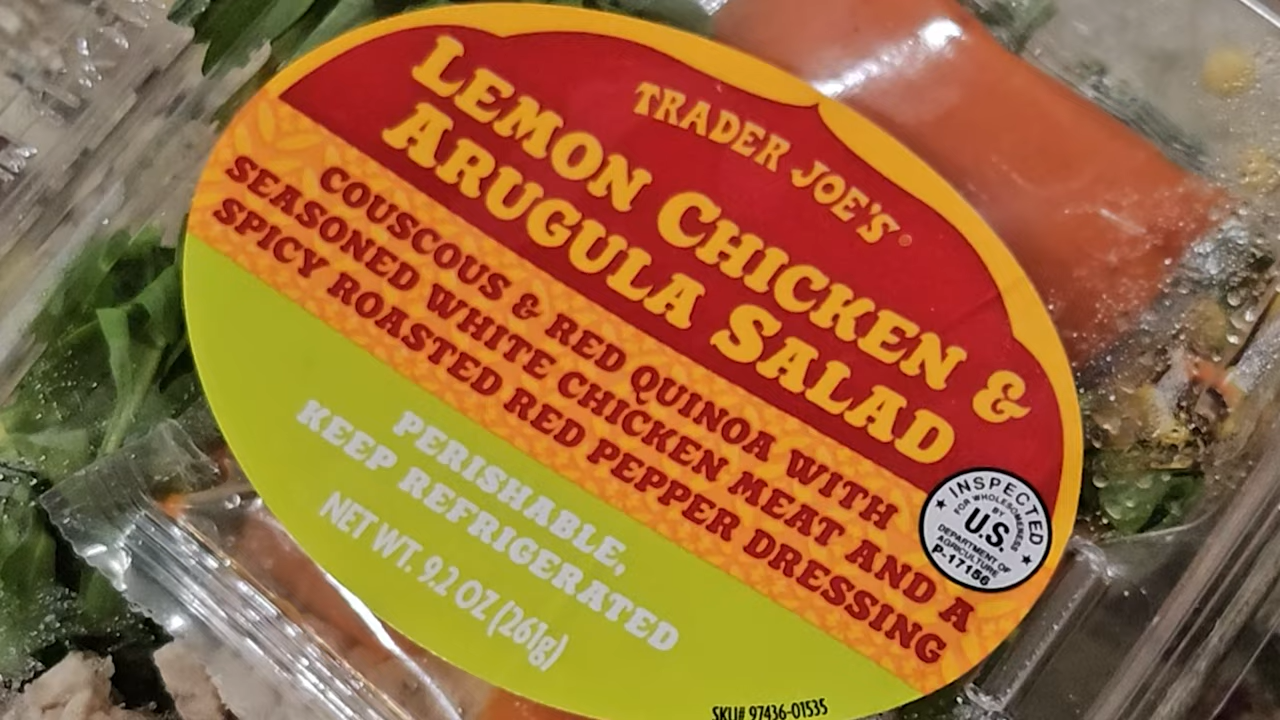 TRADER JOE'S
LEMON CHICKEN &
ARUGULA SALAD
COUSCOUS & RED QUINOA WITH
SEASONED WHITE CHICKEN MEAT AND A
SPICY ROASTED RED PEPPER DRESSING
PERISHABLE,
KEEP REFRIGERATED
NET WT. 9.2 OZ (261g)
INSPECTED
FOR WHOLESOMENESS
BY
U.S.
DEPARTMENT OF
AGRICULTURE
P-17156
SKU# 97436-01535